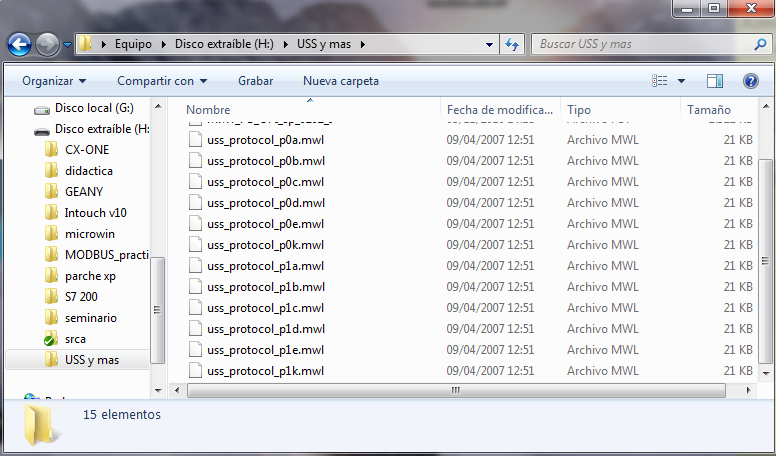 Equipo ▸ Disco extraíble (H:) ▸ USS y mas ▸
Buscar USS y mas
Organizar Compartir con Grabar Nueva carpeta
Disco local (G:)
Disco extraíble (H:
CX-ONE
didactica
GEANY
Intouch v10
microwin
MODBUS_practi
parche xp
S7 200
seminario
srca
USS y mas
Nombre Fecha de modifica... Tipo Tamaño
uss_protocol_p0a.mwl 09/04/2007 12:51 Archivo MWL 21 KB
uss_protocol_p0b.mwl 09/04/2007 12:51 Archivo MWL 21 KB
uss_protocol_p0c.mwl 09/04/2007 12:51 Archivo MWL 21 KB
uss_protocol_p0d.mwl 09/04/2007 12:51 Archivo MWL 21 KB
uss_protocol_p0e.mwl 09/04/2007 12:51 Archivo MWL 21 KB
uss_protocol_p0k.mwl 09/04/2007 12:51 Archivo MWL 21 KB
uss_protocol_p1a.mwl 09/04/2007 12:51 Archivo MWL 21 KB
uss_protocol_p1b.mwl 09/04/2007 12:51 Archivo MWL 21 KB
uss_protocol_p1c.mwl 09/04/2007 12:51 Archivo MWL 21 KB
uss_protocol_p1d.mwl 09/04/2007 12:51 Archivo MWL 21 KB
uss_protocol_p1e.mwl 09/04/2007 12:51 Archivo MWL 21 KB
uss_protocol_p1k.mwl 09/04/2007 12:51 Archivo MWL 21 KB
15 elementos